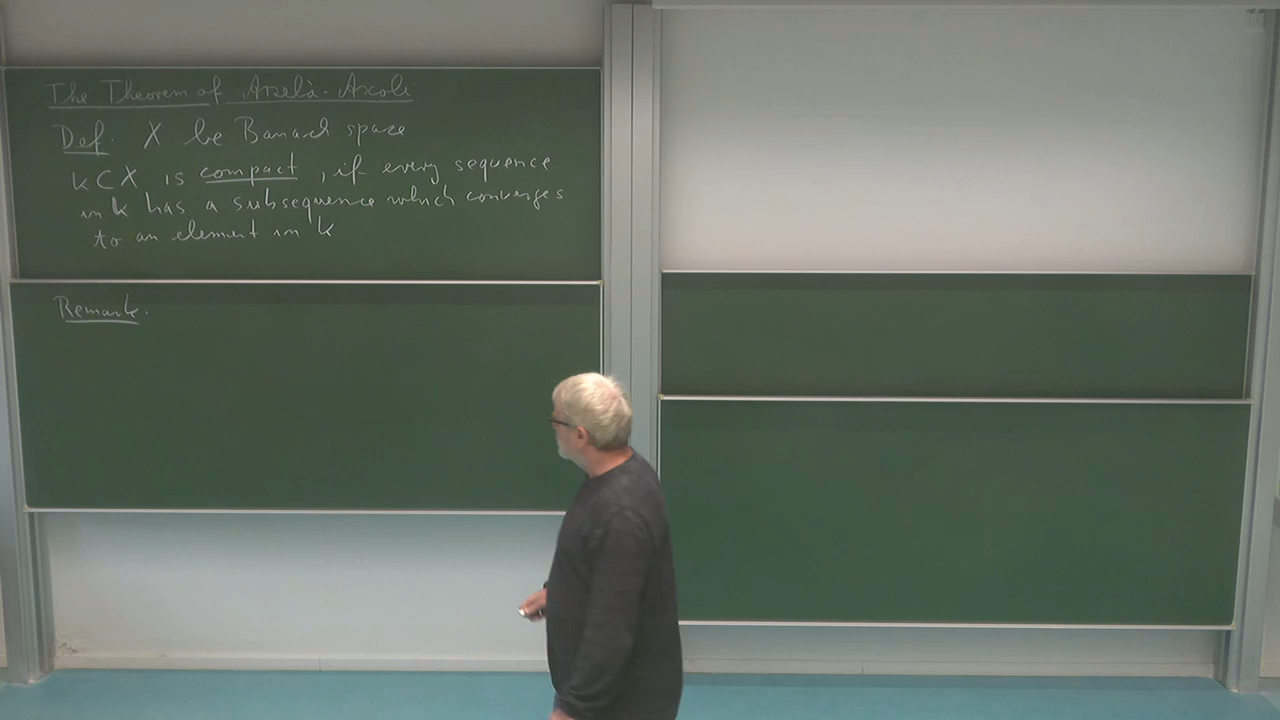 The Theorem of Arzelà-Ascoli
Def. X be Banach space
K ⊂ X is compact, if every sequence
in K has a subsequence which converges
to an element in K
Remark.